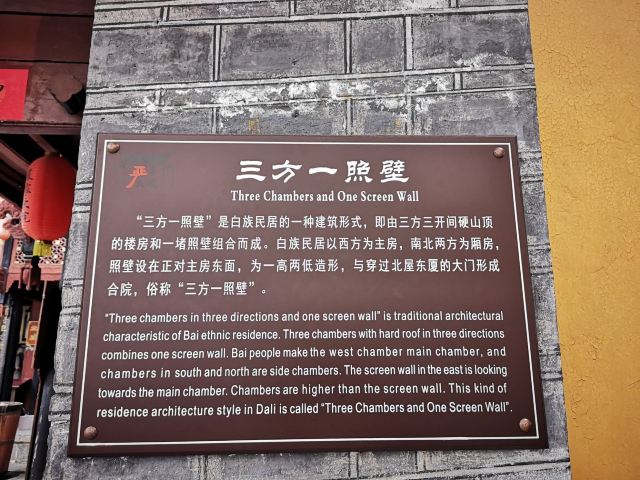 严
三方一照壁
Three Chambers and One Screen Wall
“三方一照壁”是白族民居的一种建筑形式，即由三方三开间硬山顶
的楼房和一堵照壁组合而成。白族民居以西方为主房，南北两方为厢房，
照壁设在正对主房东面，为一高两低造形，与穿过北屋东厦的大门形成
合院，俗称“三方一照壁”。
“Three chambers in three directions and one screen wall” is traditional architectural
characteristic of Bai ethnic residence. Three chambers with hard roof in three directions
combines one screen wall. Bai people make the west chamber main chamber, and
chambers in south and north are side chambers. The screen wall in the east is looking
towards the main chamber. Chambers are higher than the screen wall. This kind of
residence architecture style in Dali is called “Three Chambers and One Screen Wall”.